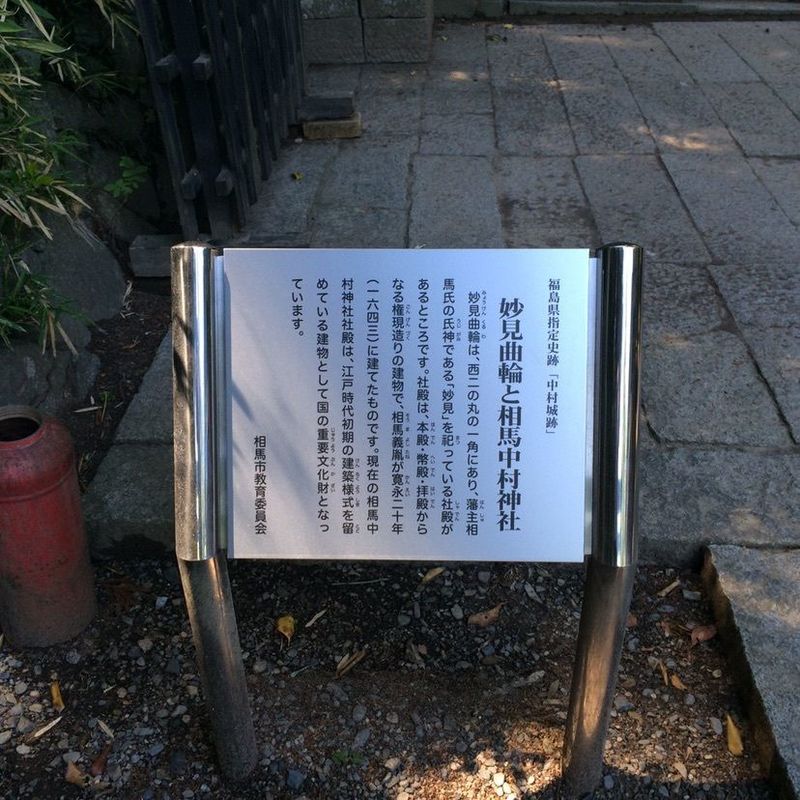 福島県指定史跡「中村城跡」
妙見曲輪と相馬中村神社
妙見曲輪は、西二の丸の一角にあり、藩主相
馬氏の氏神である「妙見」を祀っている社殿が
あるところです。社殿は、本殿・幣殿・拝殿から
なる権現造りの建物で、相馬義胤が寛永二十年
(一六四三)に建てたものです。現在の相馬中
村神社社殿は、江戸時代初期の建築様式を留
めている建物として国の重要文化財となっ
ています。
相馬市教育委員会